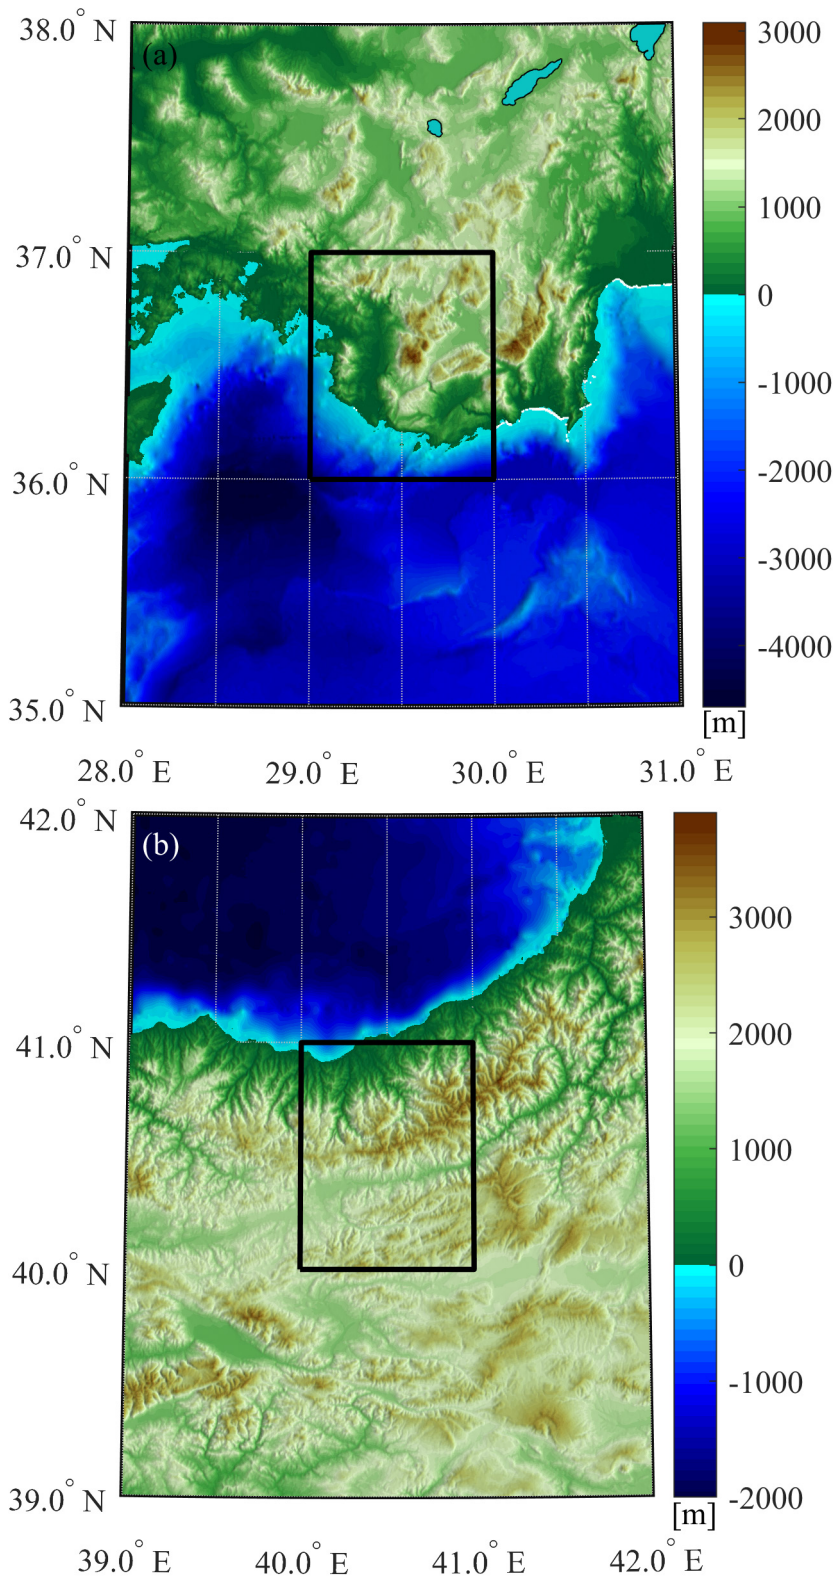 (a)
38.0° N
37.0° N
36.0° N
35.0° N
28.0° E
29.0° E
30.0° E
31.0° E
3000
2000
1000
0
-1000
-2000
-3000
-4000
[m]
(b)
42.0° N
41.0° N
40.0° N
39.0° N
39.0° E
40.0° E
41.0° E
42.0° E
3000
2000
1000
0
-1000
-2000
[m]